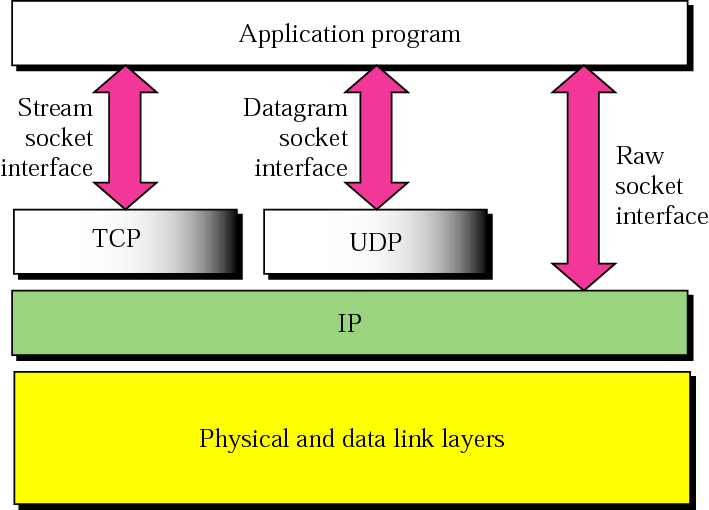 Application program
Stream
socket
interface
Datagram
socket
interface
Raw
socket
interface
TCP
UDP
IP
Physical and data link layers